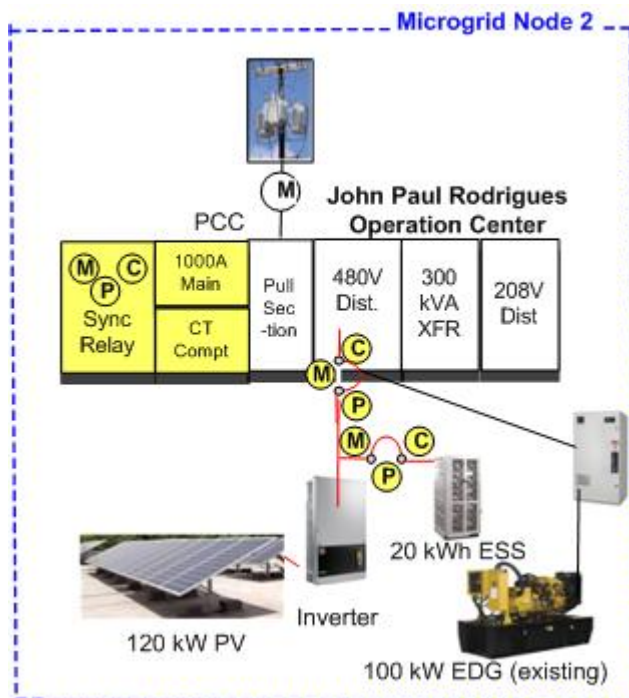 Microgrid Node 2
M
John Paul Rodrigues
Operation Center
PCC
M
C
P
Sync
Relay
1000A
Main
CT
Compt
Pull
Sec
-tion
480V
Dist.
300
kVA
XFR
208V
Dist
C
M
P
M
C
P
20 kWh ESS
Inverter
120 kW PV
100 kW EDG (existing)